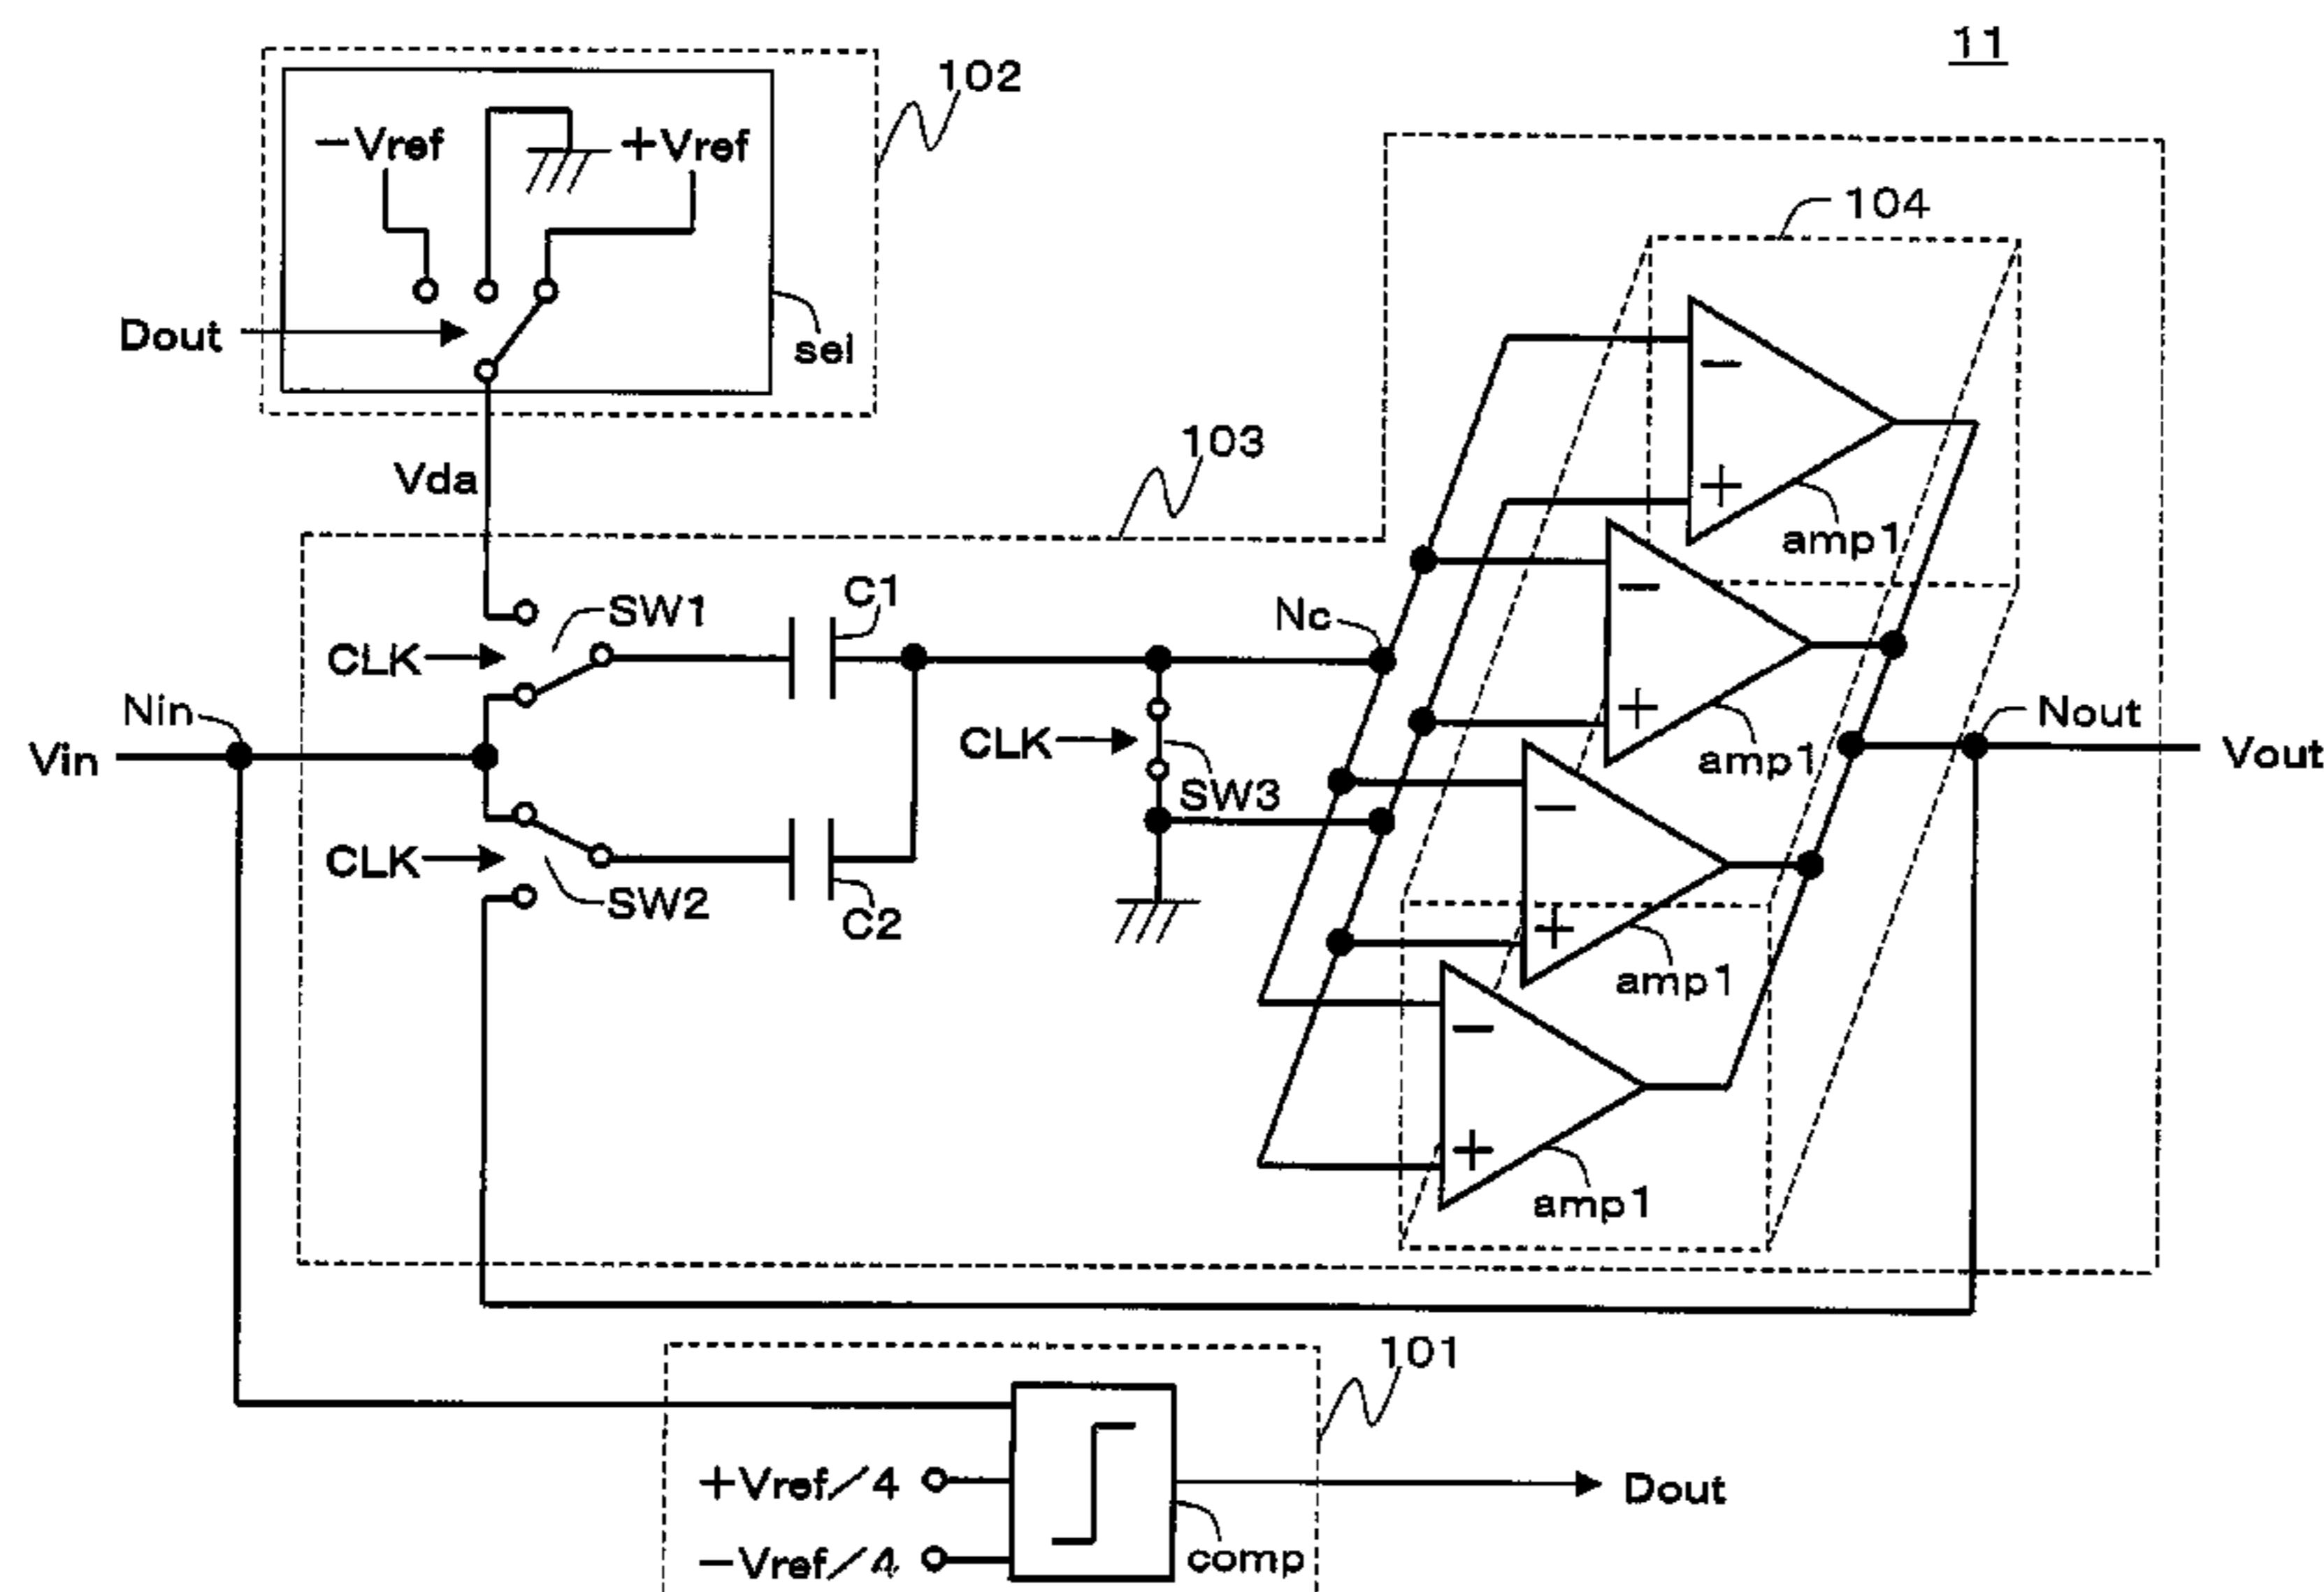 11
102
−Vref
+Vref
Dout
sel
104
Vda
103
−
+
amp1
C1
SW1
CLK
Nc
−
+
amp1
Nin
Vin
CLK
SW3
Nout
Vout
CLK
SW2
C2
−
+
amp1
−
+
amp1
101
+Vref/4
Dout
−Vref/4
comp